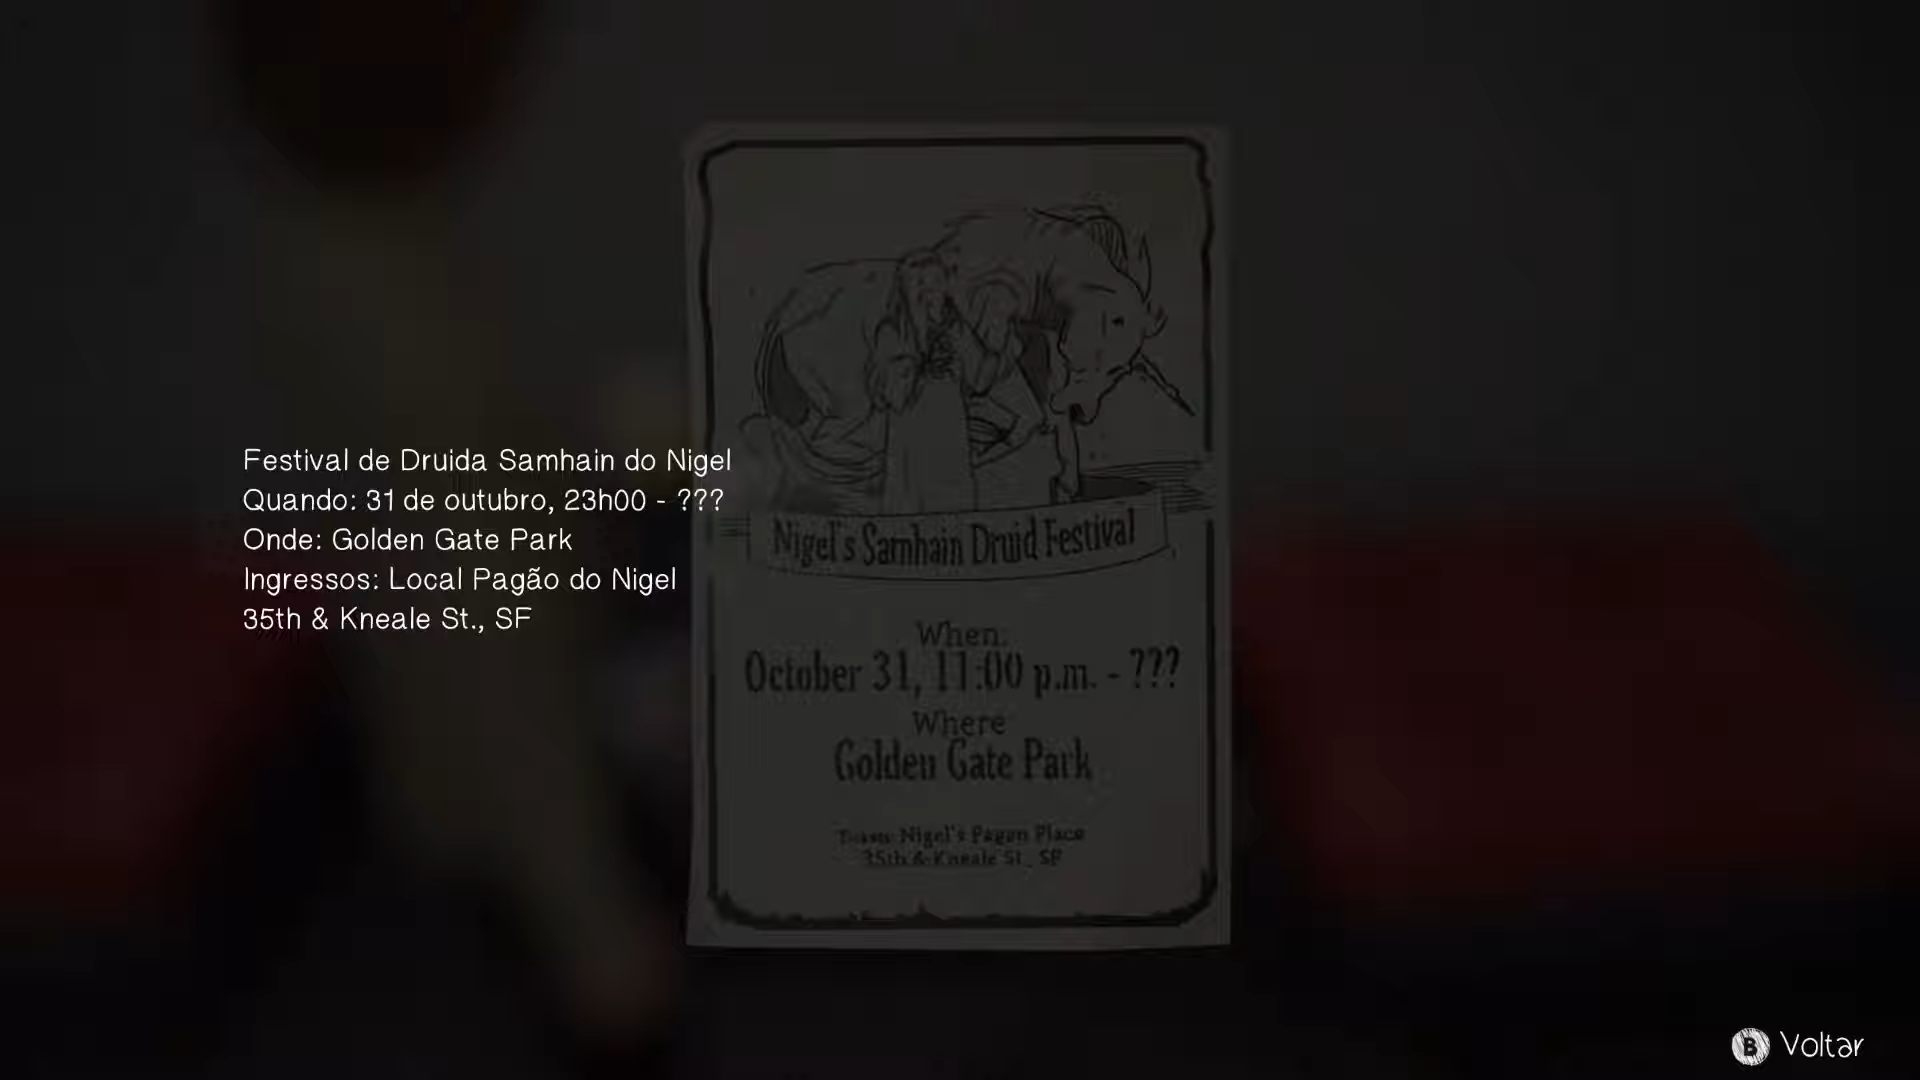 Festival de Druida Samhain do Nigel
Quando: 31 de outubro, 23h00 - ???
Onde: Golden Gate Park
Ingressos: Local Pagão do Nigel
35th & Kneale St., SF
Nigel's Samhain Druid Festival
When:
October 31, 11:00 p.m. - ???
Where
Golden Gate Park
Tickets: Nigel's Pagan Place
35th & Kneale St., SF
B Voltar